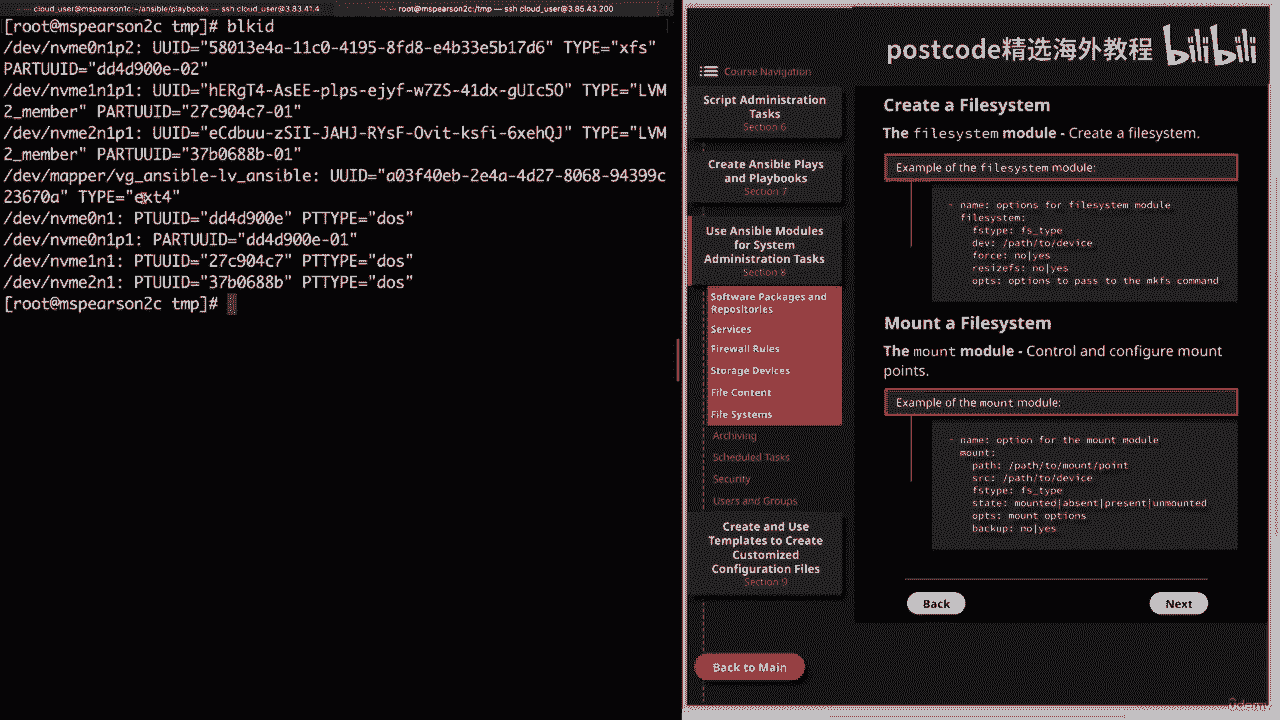 cloud_user@mspearson1c:~/ansible/playbooks — ssh cloud_user@3.83.41.4
root@mspearson2c:/tmp — ssh cloud_user@3.85.43.200
[root@mspearson2c tmp]# blkid
/dev/nvme0n1p2: UUID="58013e4a-11c0-4195-8fd8-e4b33e5b17d6" TYPE="xfs"
PARTUUID="dd4d900e-02"
/dev/nvme1n1p1: UUID="hERgT4-AsEE-plps-ejyf-w7ZS-41dx-gUIc5O" TYPE="LVM
2_member" PARTUUID="27c904c7-01"
/dev/nvme2n1p1: UUID="eCdbuu-zSII-JAHJ-RYsF-Ovit-ksfi-6xehQJ" TYPE="LVM
2_member" PARTUUID="37b0688b-01"
/dev/mapper/vg_ansible-lv_ansible: UUID="a03f40eb-2e4a-4d27-8068-94399c
23670a" TYPE="ext4"
/dev/nvme0n1: PTUUID="dd4d900e" PTTYPE="dos"
/dev/nvme0n1p1: PARTUUID="dd4d900e-01"
/dev/nvme1n1: PTUUID="27c904c7" PTTYPE="dos"
/dev/nvme2n1: PTUUID="37b0688b" PTTYPE="dos"
[root@mspearson2c tmp]#
postcode精选海外教程 bilibili
Course Navigation
Script Administration
Tasks
Section 6
Create Ansible Plays
and Playbooks
Section 7
Use Ansible Modules
for System
Administration Tasks
Section 8
Software Packages and
Repositories
Services
Firewall Rules
Storage Devices
File Content
File Systems
Archiving
Scheduled Tasks
Security
Users and Groups
Create and Use
Templates to Create
Customized
Configuration Files
Section 9
Back to Main
Create a Filesystem
The filesystem module - Create a filesystem.
Example of the filesystem module:
- name: options for filesystem module
filesystem:
fstype: fs_type
dev: /path/to/device
force: no|yes
resizefs: no|yes
opts: options to pass to the mkfs command
Mount a Filesystem
The mount module - Control and configure mount
points.
Example of the mount module:
- name: option for the mount module
mount:
path: /path/to/mount/point
src: /path/to/device
fstype: fs_type
state: mounted|absent|present|unmounted
opts: mount options
backup: no|yes
Back
Next
Udemy